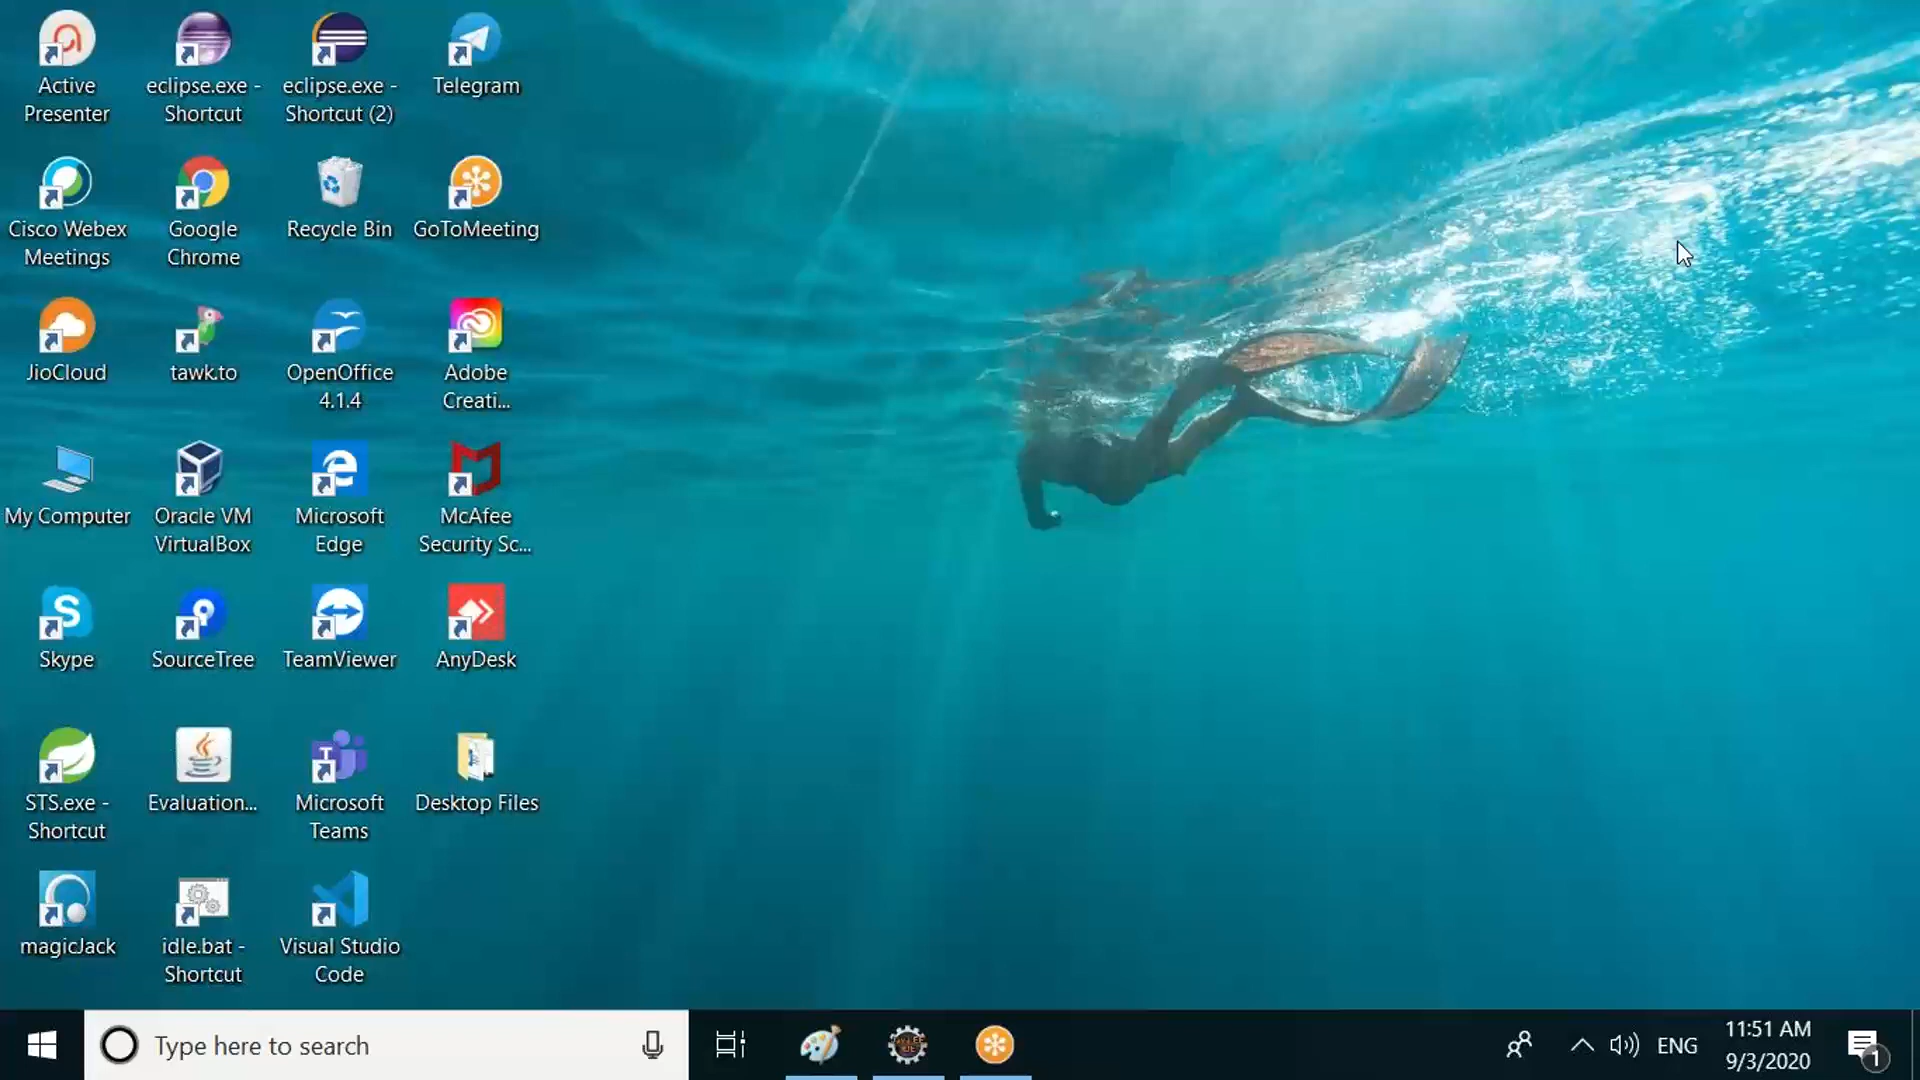 Active
Presenter
eclipse.exe -
Shortcut
eclipse.exe -
Shortcut (2)
Telegram
Cisco Webex
Meetings
Google
Chrome
Recycle Bin
GoToMeeting
JioCloud
tawk.to
OpenOffice
4.1.4
Adobe
Creati...
My Computer
Oracle VM
VirtualBox
Microsoft
Edge
McAfee
Security Sc...
Skype
SourceTree
TeamViewer
AnyDesk
STS.exe -
Shortcut
Evaluation...
Microsoft
Teams
Desktop Files
magicJack
idle.bat -
Shortcut
Visual Studio
Code
Type here to search
ENG
11:51 AM
9/3/2020
1